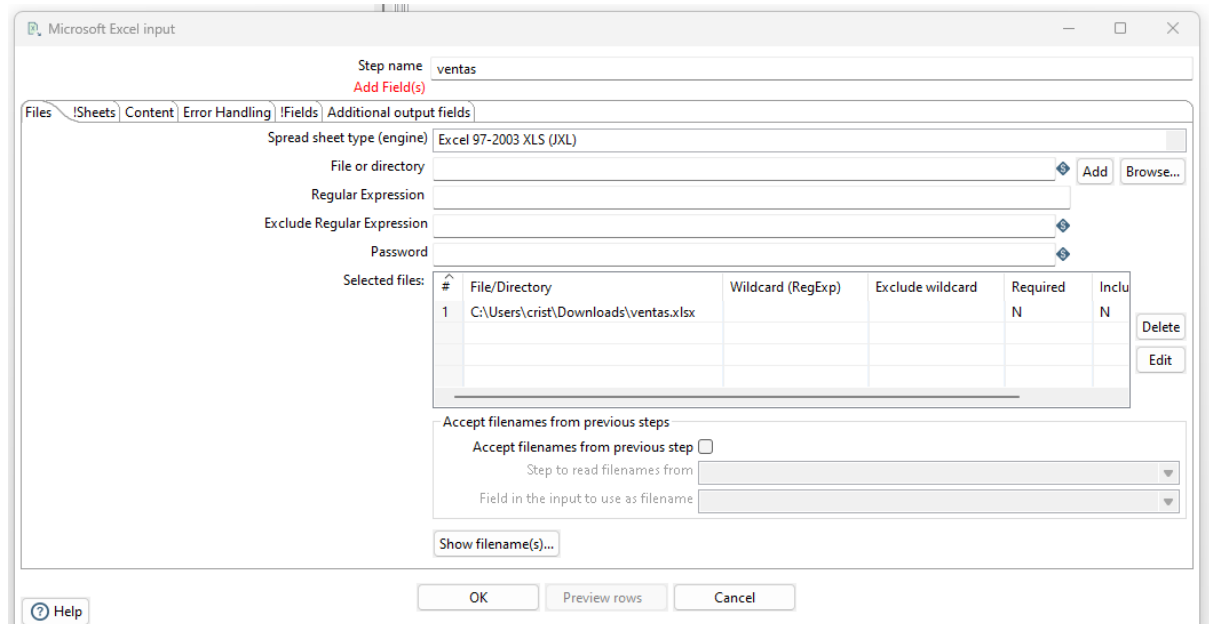 Microsoft Excel input
Step name ventas
Add Field(s)
Files !Sheets Content Error Handling !Fields Additional output fields
Spread sheet type (engine) Excel 97-2003 XLS (JXL)
File or directory Add Browse...
Regular Expression
Exclude Regular Expression
Password
Selected files: # File/Directory Wildcard (RegExp) Exclude wildcard Required Inclu
1 C:\Users\crist\Downloads\ventas.xlsx N N
Delete
Edit
Accept filenames from previous steps
Accept filenames from previous step
Step to read filenames from
Field in the input to use as filename
Show filename(s)...
OK Preview rows Cancel
Help